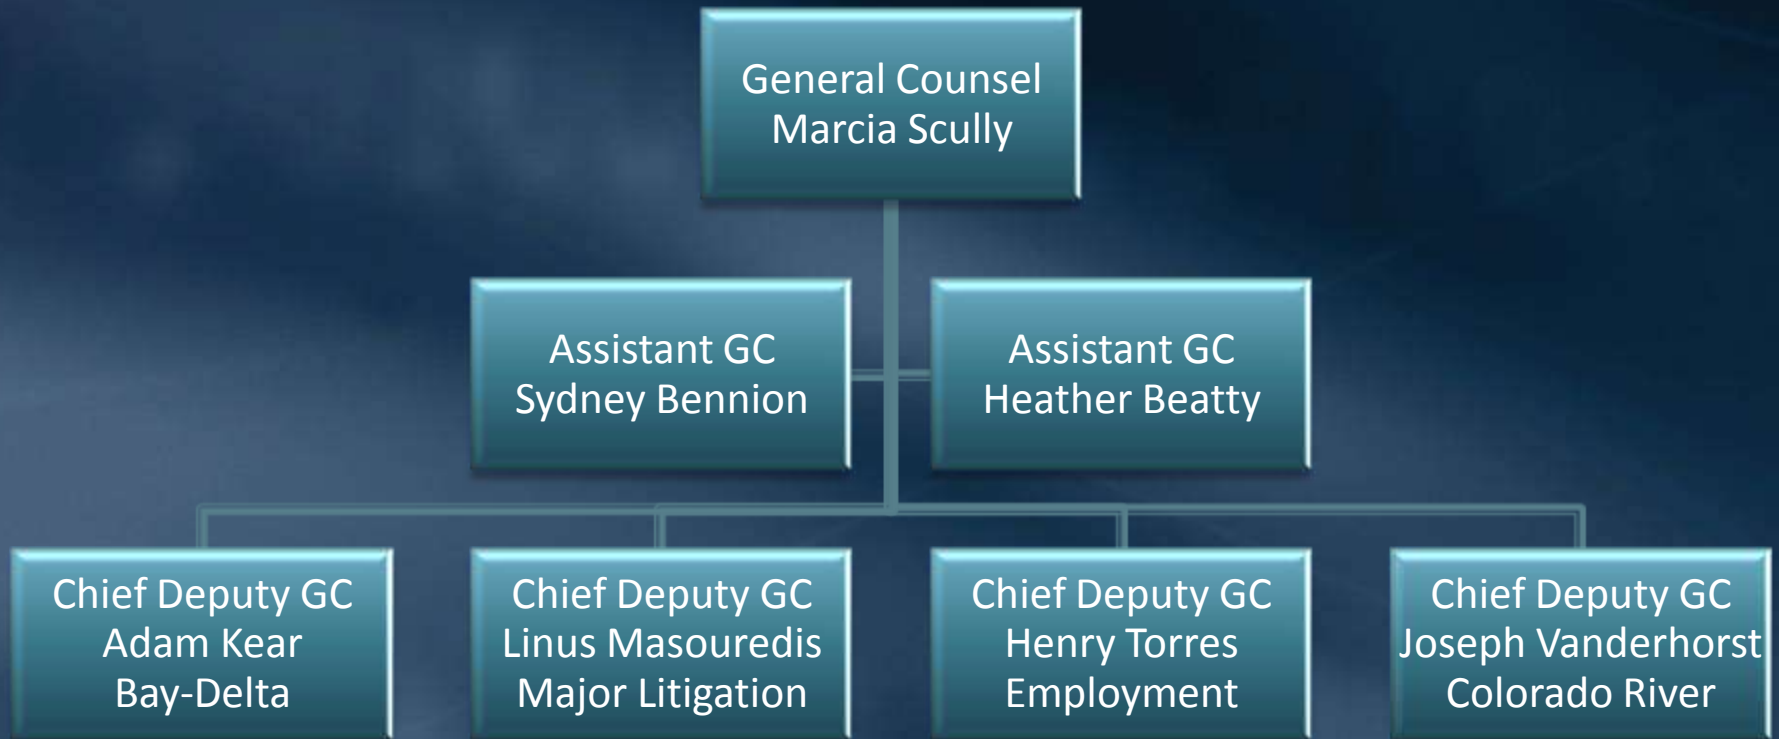 General Counsel
Marcia Scully
Assistant GC
Sydney Bennion
Assistant GC
Heather Beatty
Chief Deputy GC
Adam Kear
Bay-Delta
Chief Deputy GC
Linus Masouredis
Major Litigation
Chief Deputy GC
Henry Torres
Employment
Chief Deputy GC
Joseph Vanderhorst
Colorado River